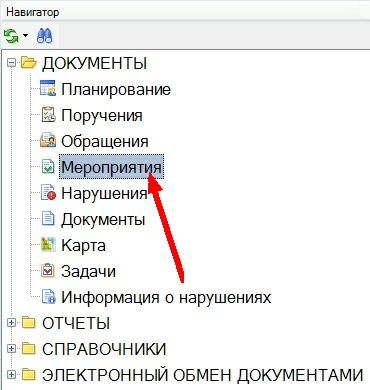 Навигатор
ДОКУМЕНТЫ
Планирование
Поручения
Обращения
Мероприятия
Нарушения
Документы
Карта
Задачи
Информация о нарушениях
ОТЧЕТЫ
СПРАВОЧНИКИ
ЭЛЕКТРОННЫЙ ОБМЕН ДОКУМЕНТАМИ